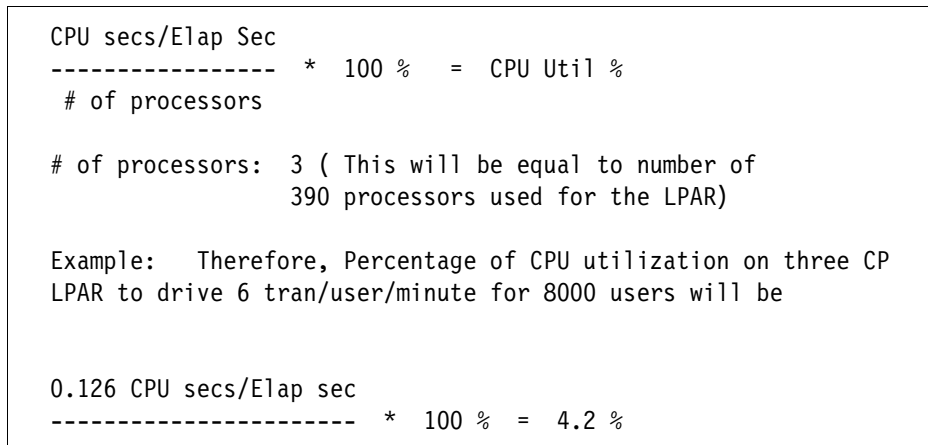 CPU secs/Elap Sec
----------------- * 100 % = CPU Util %
# of processors
# of processors: 3 ( This will be equal to number of
390 processors used for the LPAR)
Example: Therefore, Percentage of CPU utilization on three CP
LPAR to drive 6 tran/user/minute for 8000 users will be
0.126 CPU secs/Elap sec
----------------------- * 100 % = 4.2 %